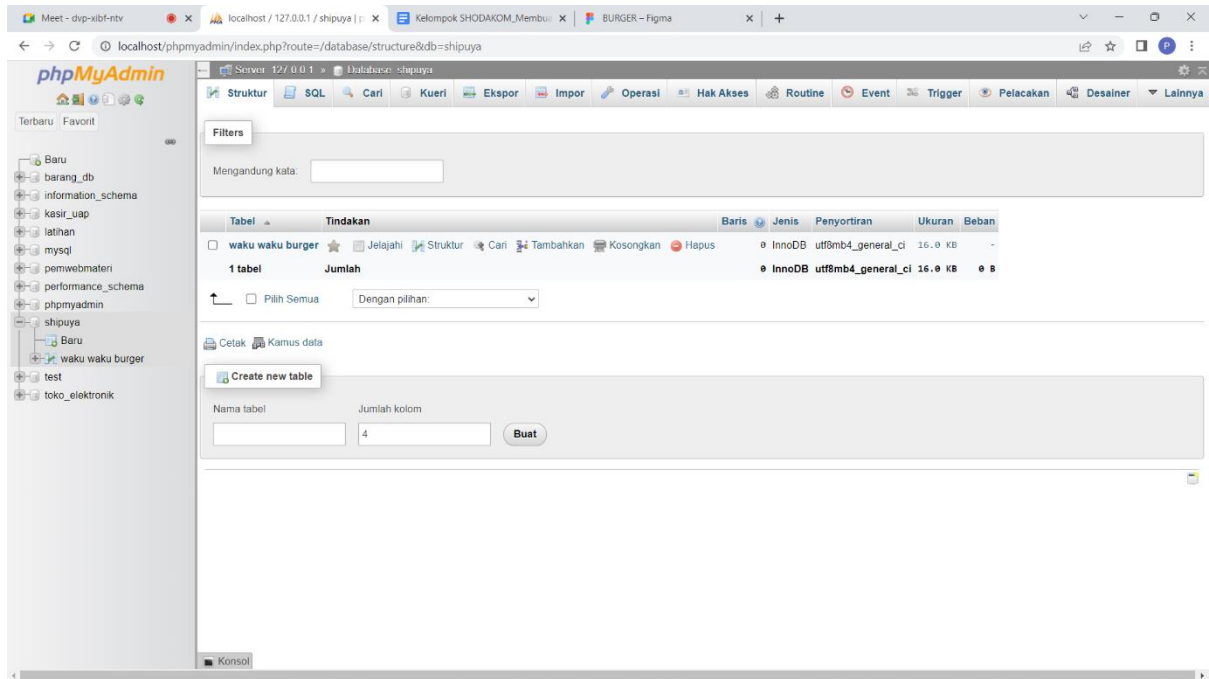 Meet - dvp-xibf-ntv
localhost / 127.0.0.1 / shipuya | p
Kelompok SHODAKOM_Membua
BURGER – Figma
localhost/phpmyadmin/index.php?route=/database/structure&db=shipuya
P
phpMyAdmin
Terbaru Favorit
Baru
barang_db
information_schema
kasir_uap
latihan
mysql
pemwebmateri
performance_schema
phpmyadmin
shipuya
Baru
waku waku burger
test
toko_elektronik
Server: 127.0.0.1 » Database: shipuya
Struktur SQL Cari Kueri Ekspor Impor Operasi Hak Akses Routine Event Trigger Pelacakan Desainer Lainnya
Filters
Mengandung kata:
Tabel Tindakan Baris Jenis Penyortiran Ukuran Beban
waku waku burger Jelajahi Struktur Cari Tambahkan Kosongkan Hapus 0 InnoDB utf8mb4_general_ci 16.0 KB -
1 tabel Jumlah 0 InnoDB utf8mb4_general_ci 16.0 KB 0 B
Pilih Semua Dengan pilihan:
Cetak Kamus data
Create new table
Nama tabel Jumlah kolom
4 Buat
Konsol